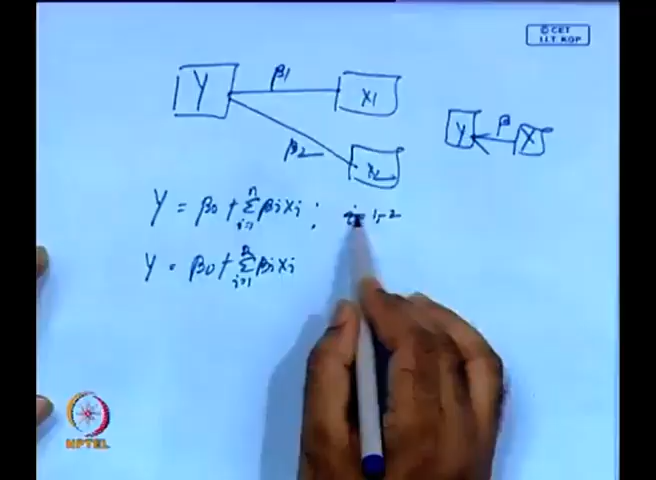 © CET
I.I.T. KGP
Y β1 x1
Y β X
β2 x2
Y = β0 + Σ i=1 n βi xi ; i = 1, 2
Y = β0 + Σ i=1 n βi xi
NPTEL